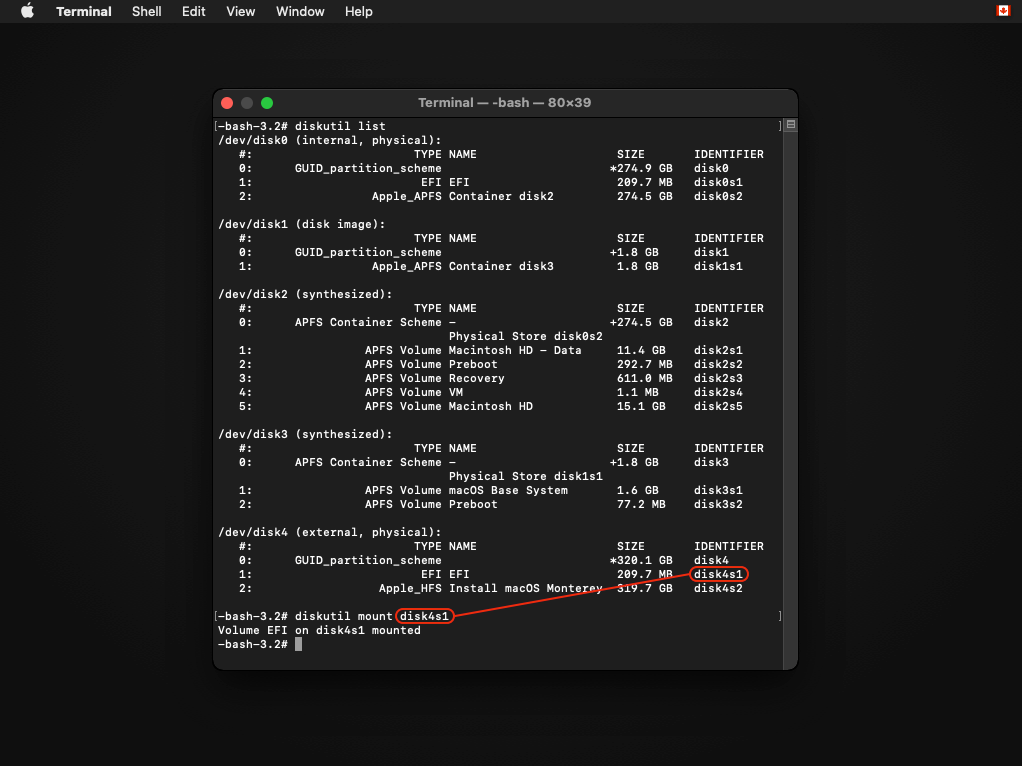 Terminal Shell Edit View Window Help
Terminal — -bash — 80×39
[-bash-3.2# diskutil list ]
/dev/disk0 (internal, physical):
#: TYPE NAME SIZE IDENTIFIER
0: GUID_partition_scheme *274.9 GB disk0
1: EFI EFI 209.7 MB disk0s1
2: Apple_APFS Container disk2 274.5 GB disk0s2
/dev/disk1 (disk image):
#: TYPE NAME SIZE IDENTIFIER
0: GUID_partition_scheme +1.8 GB disk1
1: Apple_APFS Container disk3 1.8 GB disk1s1
/dev/disk2 (synthesized):
#: TYPE NAME SIZE IDENTIFIER
0: APFS Container Scheme - +274.5 GB disk2
Physical Store disk0s2
1: APFS Volume Macintosh HD - Data 11.4 GB disk2s1
2: APFS Volume Preboot 292.7 MB disk2s2
3: APFS Volume Recovery 611.0 MB disk2s3
4: APFS Volume VM 1.1 MB disk2s4
5: APFS Volume Macintosh HD 15.1 GB disk2s5
/dev/disk3 (synthesized):
#: TYPE NAME SIZE IDENTIFIER
0: APFS Container Scheme - +1.8 GB disk3
Physical Store disk1s1
1: APFS Volume macOS Base System 1.6 GB disk3s1
2: APFS Volume Preboot 77.2 MB disk3s2
/dev/disk4 (external, physical):
#: TYPE NAME SIZE IDENTIFIER
0: GUID_partition_scheme *320.1 GB disk4
1: EFI EFI 209.7 MB disk4s1
2: Apple_HFS Install macOS Monterey 319.7 GB disk4s2
[-bash-3.2# diskutil mount disk4s1 ]
Volume EFI on disk4s1 mounted
-bash-3.2#